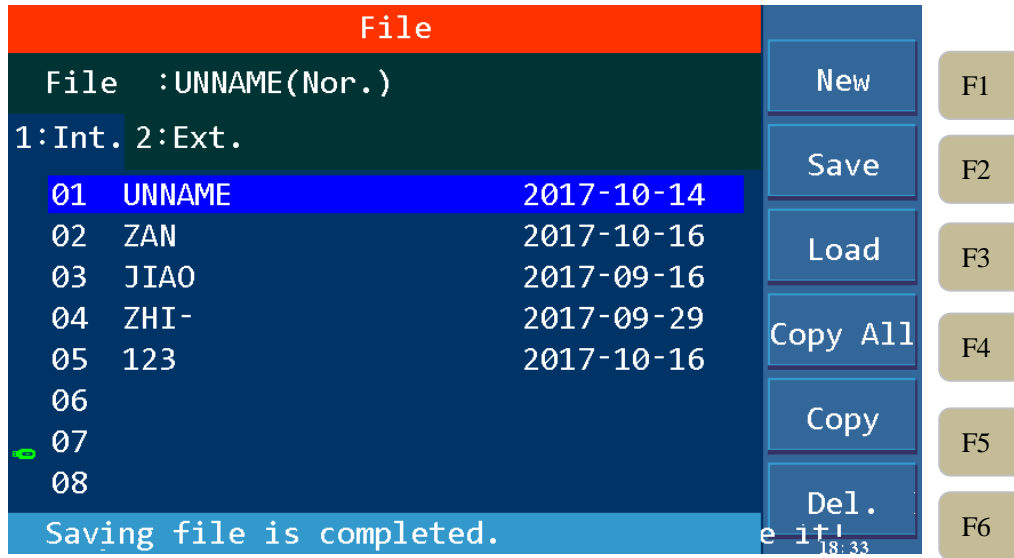 File
File :UNNAME(Nor.)
1:Int. 2:Ext.
01 UNNAME 2017-10-14
02 ZAN 2017-10-16
03 JIAO 2017-09-16
04 ZHI- 2017-09-29
05 123 2017-10-16
06
07
08
Saving file is completed.
e it!
18:33
New
Save
Load
Copy All
Copy
Del.
F1
F2
F3
F4
F5
F6